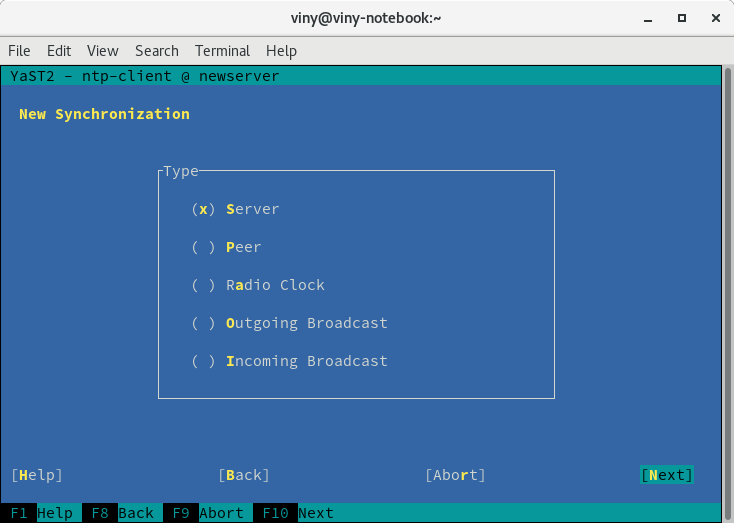 viny@viny-notebook:~
File Edit View Search Terminal Help
YaST2 - ntp-client @ newserver
New Synchronization
Type
(x) Server
( ) Peer
( ) Radio Clock
( ) Outgoing Broadcast
( ) Incoming Broadcast
[Help] [Back] [Abort] [Next]
F1 Help F8 Back F9 Abort F10 Next